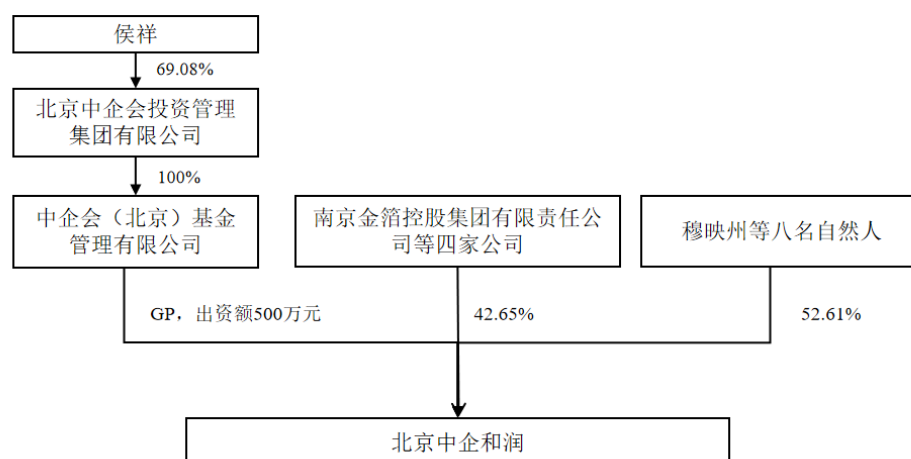 侯祥
69.08%
北京中企会投资管理
集团有限公司
100%
中企会（北京）基金
管理有限公司
南京金箔控股集团有限责任公
司等四家公司
穆映州等八名自然人
GP，出资额500万元
42.65%
52.61%
北京中企和润